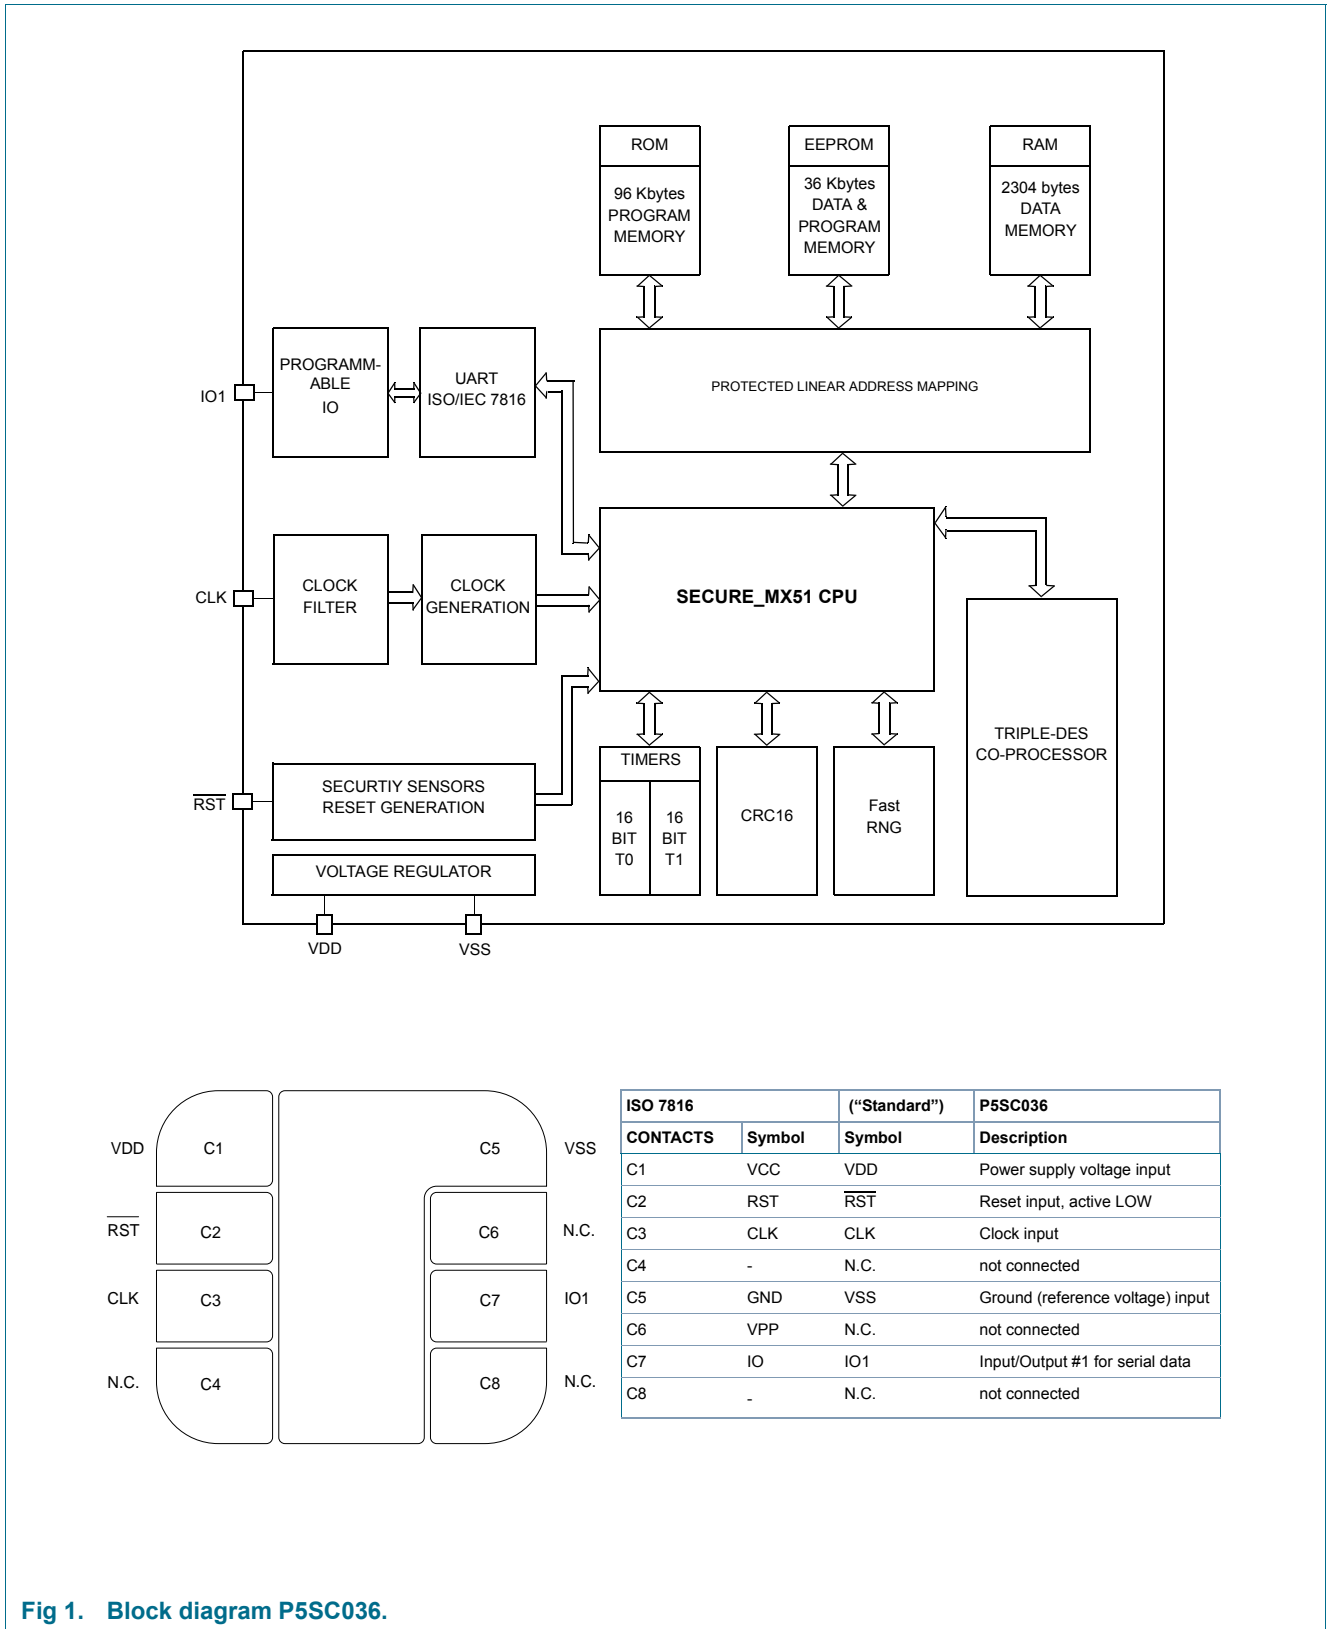 ROM
96 Kbytes
PROGRAM
MEMORY
EEPROM
36 Kbytes
DATA &
PROGRAM
MEMORY
RAM
2304 bytes
DATA
MEMORY
IO1
PROGRAMM-
ABLE
IO
UART
ISO/IEC 7816
PROTECTED LINEAR ADDRESS MAPPING
CLK
CLOCK
FILTER
CLOCK
GENERATION
SECURE_MX51 CPU
TRIPLE-DES
CO-PROCESSOR
RST
SECURTIY SENSORS
RESET GENERATION
TIMERS
16
BIT
T0
16
BIT
T1
CRC16
Fast
RNG
VOLTAGE REGULATOR
VDD
VSS
VDD C1 C5 VSS
RST C2 C6 N.C.
CLK C3 C7 IO1
N.C. C4 C8 N.C.
ISO 7816 (“Standard”) P5SC036
CONTACTS Symbol Symbol Description
C1 VCC VDD Power supply voltage input
C2 RST RST Reset input, active LOW
C3 CLK CLK Clock input
C4 - N.C. not connected
C5 GND VSS Ground (reference voltage) input
C6 VPP N.C. not connected
C7 IO IO1 Input/Output #1 for serial data
C8 - N.C. not connected
Fig 1. Block diagram P5SC036.